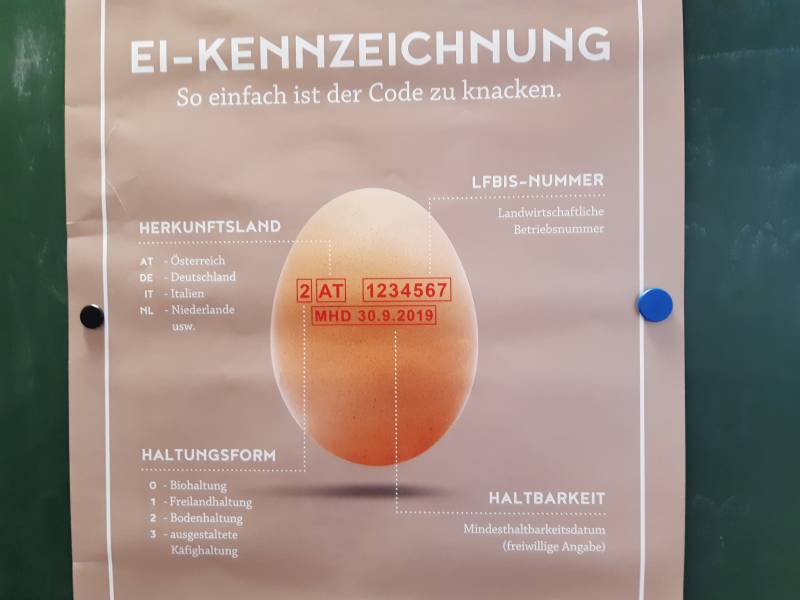 EI-KENNZEICHNUNG
So einfach ist der Code zu knacken.
LFBIS-NUMMER
Landwirtschaftliche
Betriebsnummer
HERKUNFTSLAND
AT - Österreich
DE - Deutschland
IT - Italien
NL - Niederlande
usw.
2 AT 1234567
MHD 30.9.2019
HALTUNGSFORM
0 - Biohaltung
1 - Freilandhaltung
2 - Bodenhaltung
3 - ausgestaltete
Käfighaltung
HALTBARKEIT
Mindesthaltbarkeitsdatum
(freiwillige Angabe)